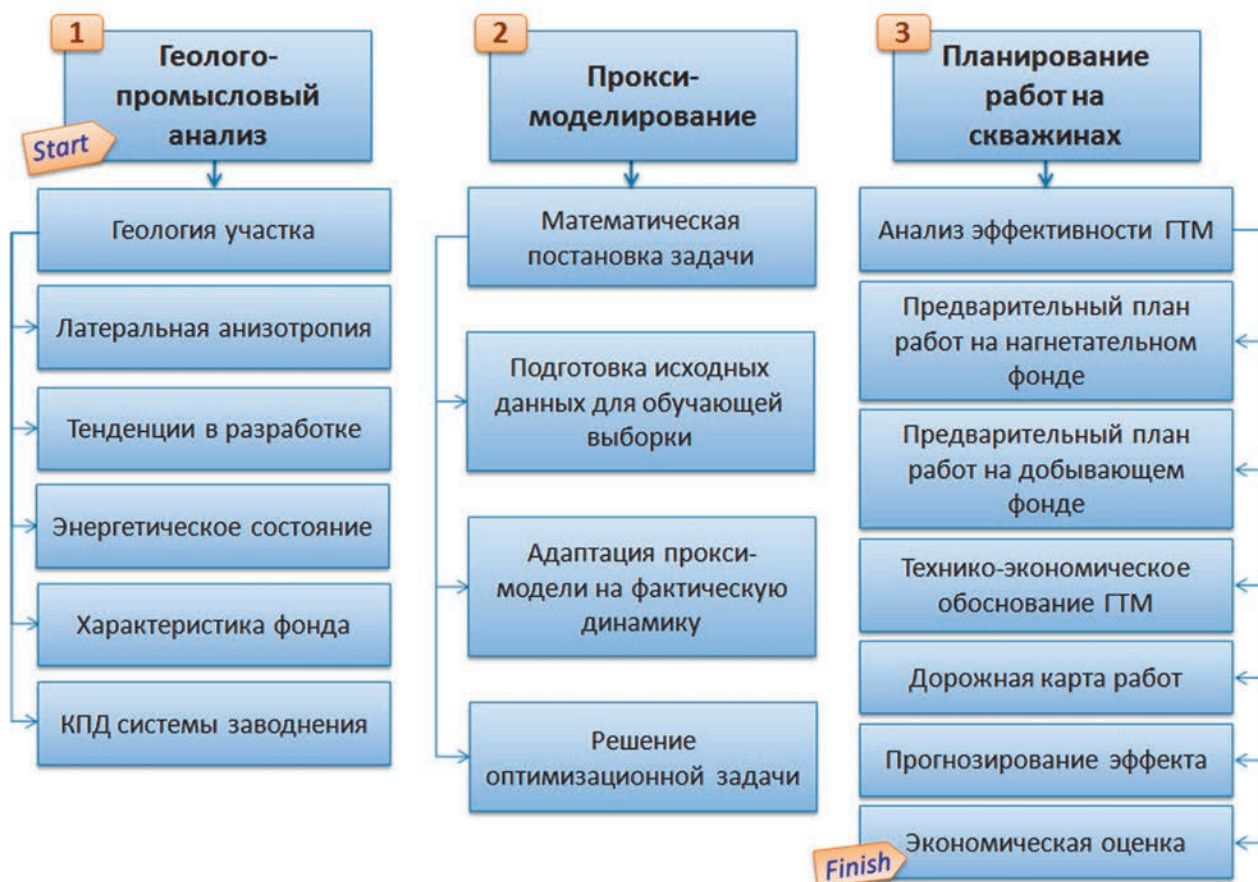 1
Геолого-
промысловый
анализ
Start
Геология участка
Латеральная анизотропия
Тенденции в разработке
Энергетическое состояние
Характеристика фонда
КПД системы заводнения
2
Прокси-
моделирование
Математическая
постановка задачи
Подготовка исходных
данных для обучающей
выборки
Адаптация прокси-
модели на фактическую
динамику
Решение
оптимизационной задачи
3
Планирование
работ на
скважинах
Анализ эффективности ГТМ
Предварительный план
работ на нагнетательном
фонде
Предварительный план
работ на добывающем
фонде
Технико-экономическое
обоснование ГТМ
Дорожная карта работ
Прогнозирование эффекта
Экономическая оценка
Finish